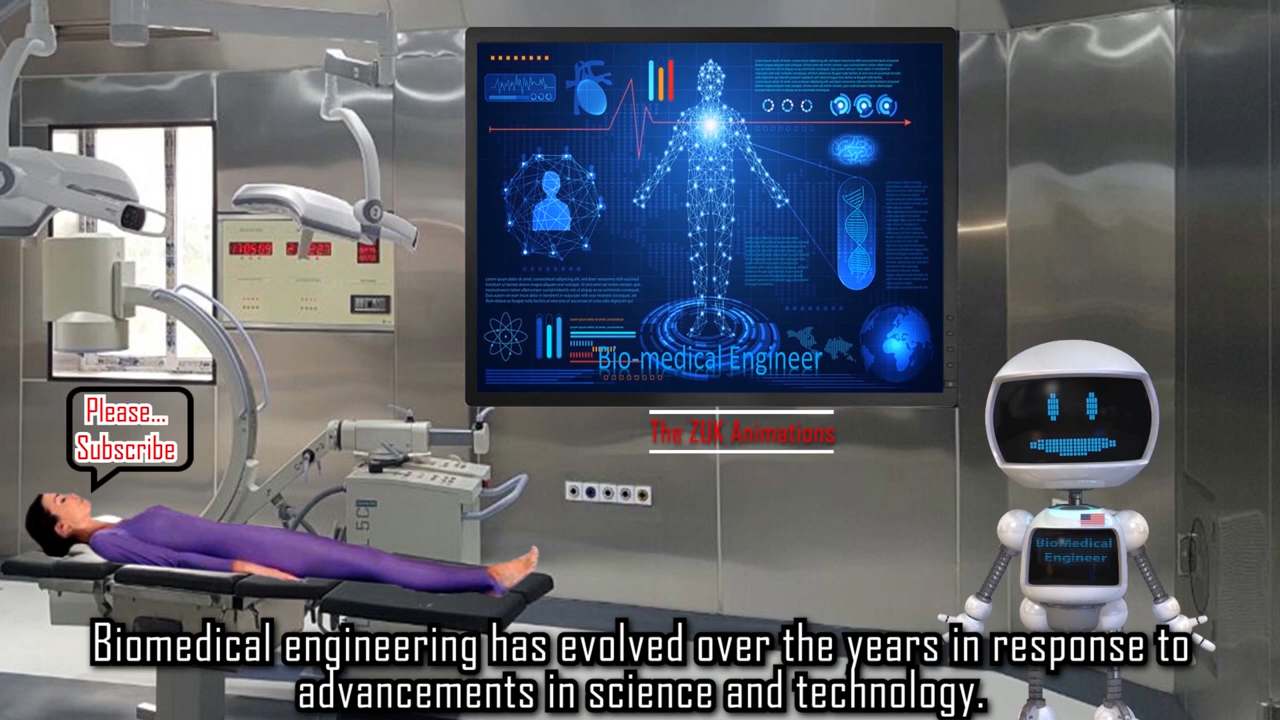 Bio-medical Engineer
The ZUK Animations
Please...
Subscribe
BioMedical
Engineer
Biomedical engineering has evolved over the years in response to
advancements in science and technology.